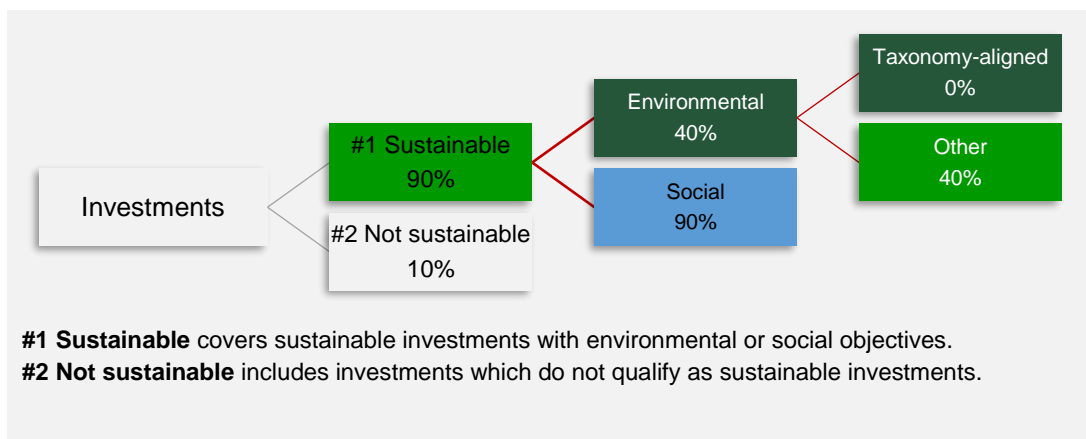 Taxonomy-aligned
0%
Environmental
40%
#1 Sustainable
90%
Other
40%
Investments
Social
90%
#2 Not sustainable
10%
#1 Sustainable covers sustainable investments with environmental or social objectives.
#2 Not sustainable includes investments which do not qualify as sustainable investments.